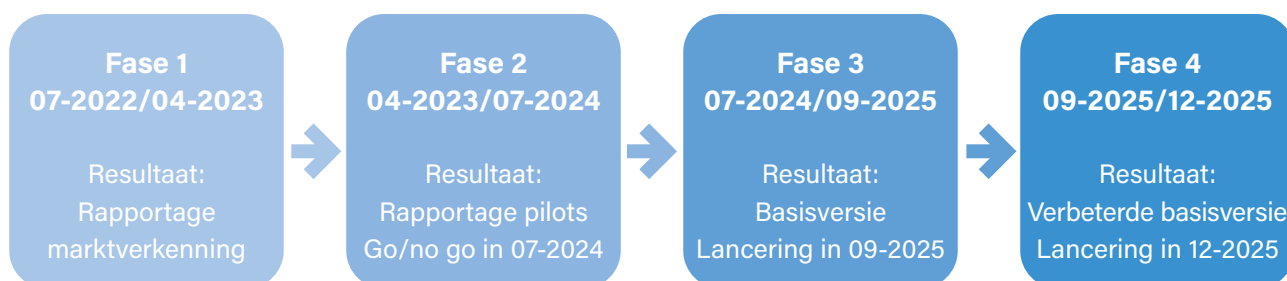 Fase 1
07-2022/04-2023
Resultaat:
Rapportage
marktverkenning
Fase 2
04-2023/07-2024
Resultaat:
Rapportage pilots
Go/no go in 07-2024
Fase 3
07-2024/09-2025
Resultaat:
Basisversie
Lancering in 09-2025
Fase 4
09-2025/12-2025
Resultaat:
Verbeterde basisversie
Lancering in 12-2025